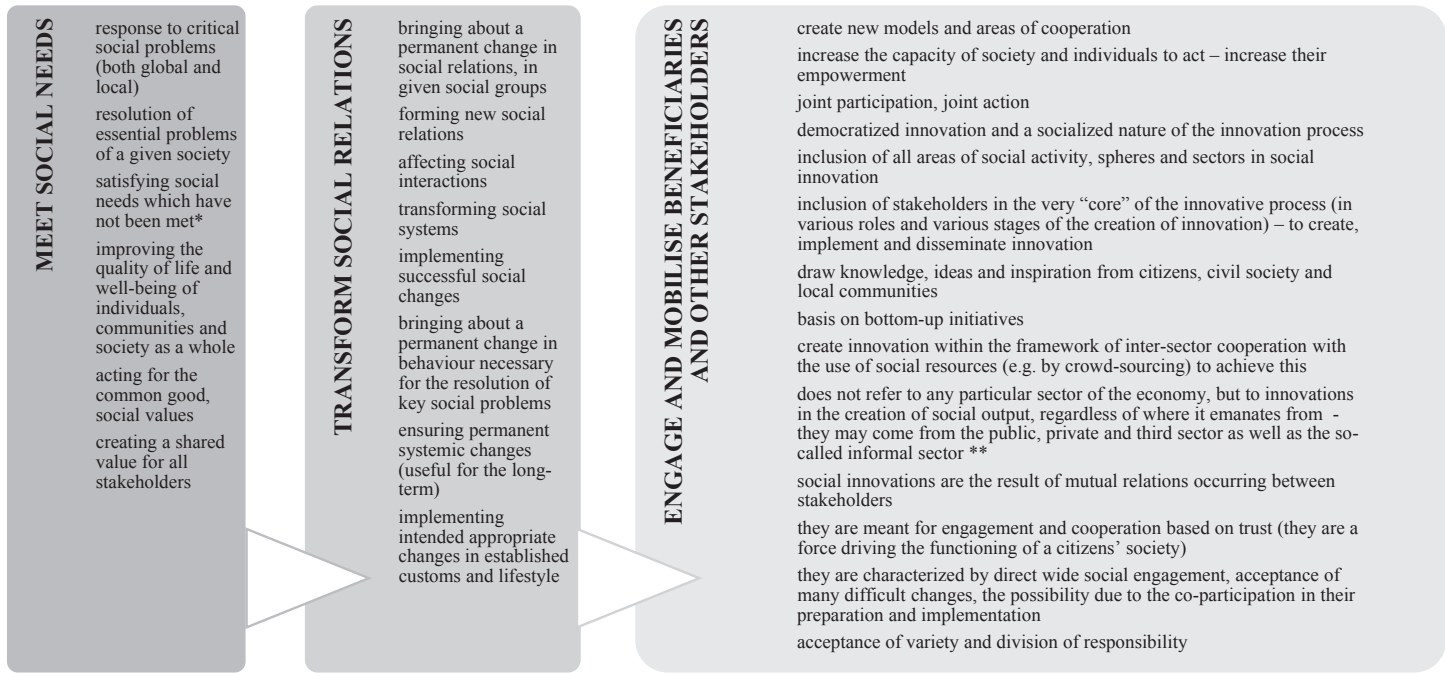 MEET SOCIAL NEEDS
response to critical
social problems
(both global and
local)
resolution of
essential problems
of a given society
satisfying social
needs which have
not been met*
improving the
quality of life and
well-being of
individuals,
communities and
society as a whole
acting for the
common good,
social values
creating a shared
value for all
stakeholders
TRANSFORM SOCIAL RELATIONS
bringing about a
permanent change in
social relations, in
given social groups
forming new social
relations
affecting social
interactions
transforming social
systems
implementing
successful social
changes
bringing about a
permanent change in
behaviour necessary
for the resolution of
key social problems
ensuring permanent
systemic changes
(useful for the long-
term)
implementing
intended appropriate
changes in established
customs and lifestyle
ENGAGE AND MOBILISE BENEFICIARIES
AND OTHER STAKEHOLDERS
create new models and areas of cooperation
increase the capacity of society and individuals to act – increase their
empowerment
joint participation, joint action
democratized innovation and a socialized nature of the innovation process
inclusion of all areas of social activity, spheres and sectors in social
innovation
inclusion of stakeholders in the very “core” of the innovative process (in
various roles and various stages of the creation of innovation) – to create,
implement and disseminate innovation
draw knowledge, ideas and inspiration from citizens, civil society and
local communities
basis on bottom-up initiatives
create innovation within the framework of inter-sector cooperation with
the use of social resources (e.g. by crowd-sourcing) to achieve this
does not refer to any particular sector of the economy, but to innovations
in the creation of social output, regardless of where it emanates from -
they may come from the public, private and third sector as well as the so-
called informal sector **
social innovations are the result of mutual relations occurring between
stakeholders
they are meant for engagement and cooperation based on trust (they are a
force driving the functioning of a citizens’ society)
they are characterized by direct wide social engagement, acceptance of
many difficult changes, the possibility due to the co-participation in their
preparation and implementation
acceptance of variety and division of responsibility